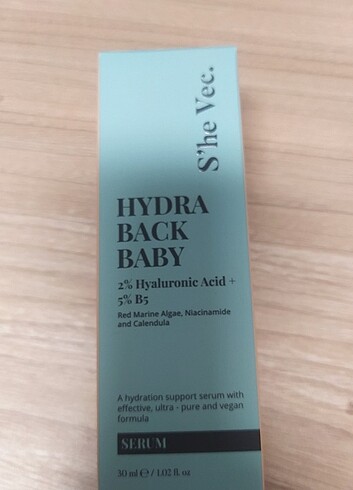 S'he Vec.
HYDRA
BACK
BABY
2% Hyaluronic Acid +
5% B5
Red Marine Algae, Niacinamide
and Calendula
A hydration support serum with
effective, ultra - pure and vegan
formula
SERUM
30 ml ℮ / 1.02 fl. oz